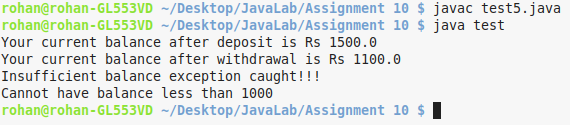 rohan@rohan-GL553VD ~/Desktop/JavaLab/Assignment 10 $ javac test5.java
rohan@rohan-GL553VD ~/Desktop/JavaLab/Assignment 10 $ java test
Your current balance after deposit is Rs 1500.0
Your current balance after withdrawal is Rs 1100.0
Insufficient balance exception caught!!!
Cannot have balance less than 1000
rohan@rohan-GL553VD ~/Desktop/JavaLab/Assignment 10 $